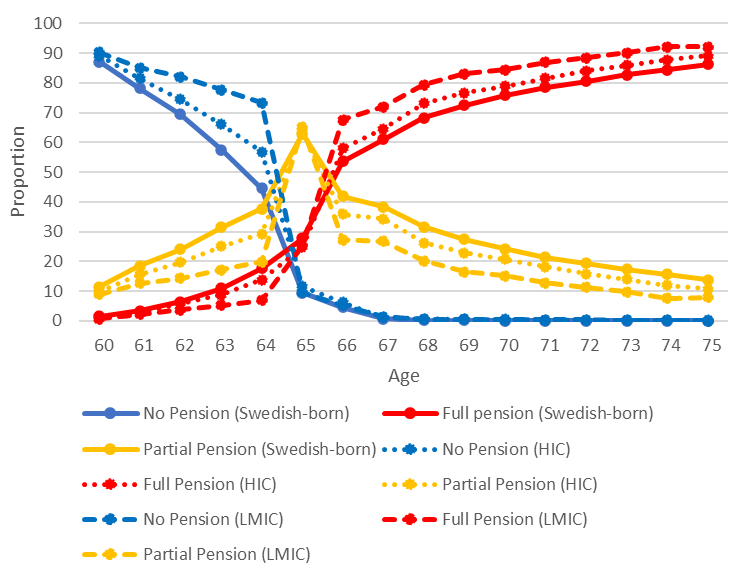 100
90
80
70
60
50
40
30
20
10
0
Proportion
60 61 62 63 64 65 66 67 68 69 70 71 72 73 74 75
Age
No Pension (Swedish-born) Full pension (Swedish-born)
Partial Pension (Swedish-born) No Pension (HIC)
Full Pension (HIC) Partial Pension (HIC)
No Pension (LMIC) Full Pension (LMIC)
Partial Pension (LMIC)